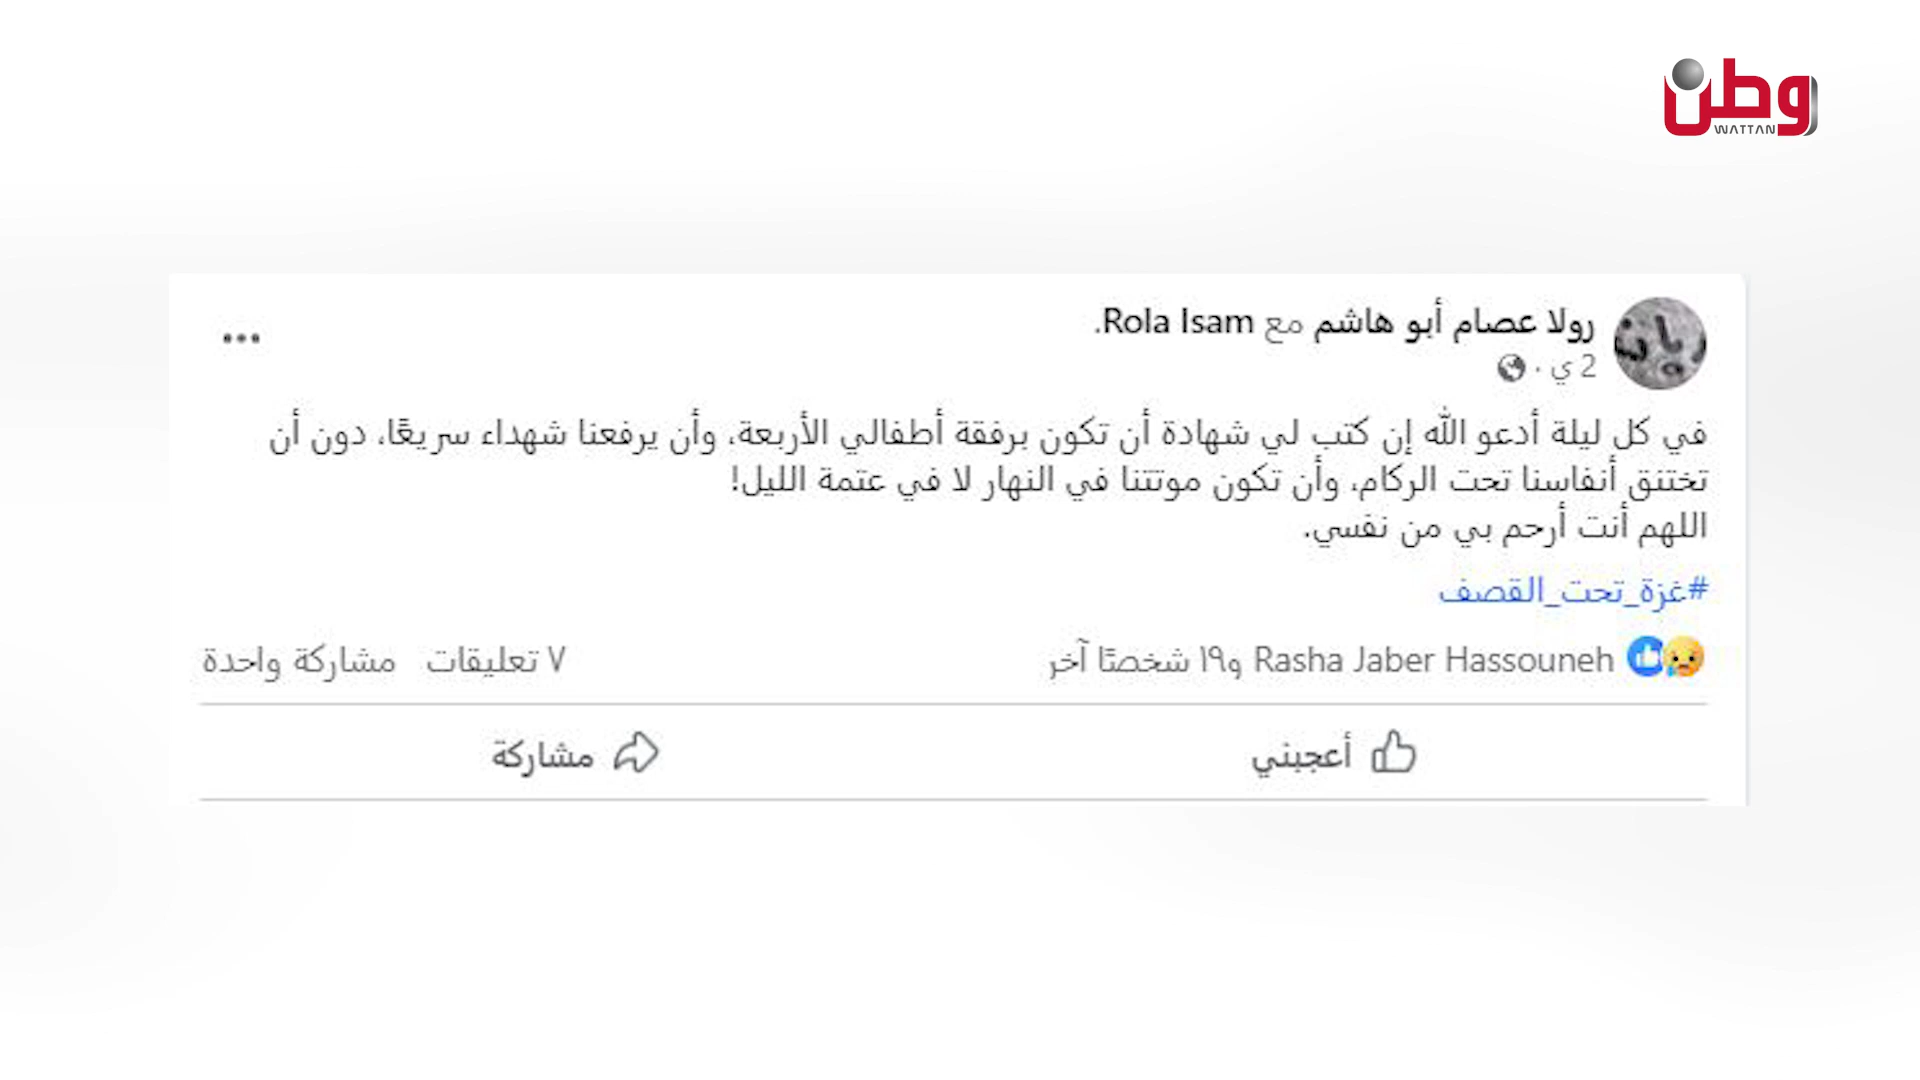 وطن
WATTAN
رولا عصام أبو هاشم مع Rola Isam.
2 ي ·
في كل ليلة أدعو الله إن كتب لي شهادة أن تكون برفقة أطفالي الأربعة، وأن يرفعنا شهداء سريعًا، دون أن
تختنق أنفاسنا تحت الركام، وأن تكون موتتنا في النهار لا في عتمة الليل!
اللهم أنت أرحم بي من نفسي.
#غزة_تحت_القصف
Rasha Jaber Hassouneh و١٩ شخصًا آخر
٧ تعليقات مشاركة واحدة
أعجبني
مشاركة